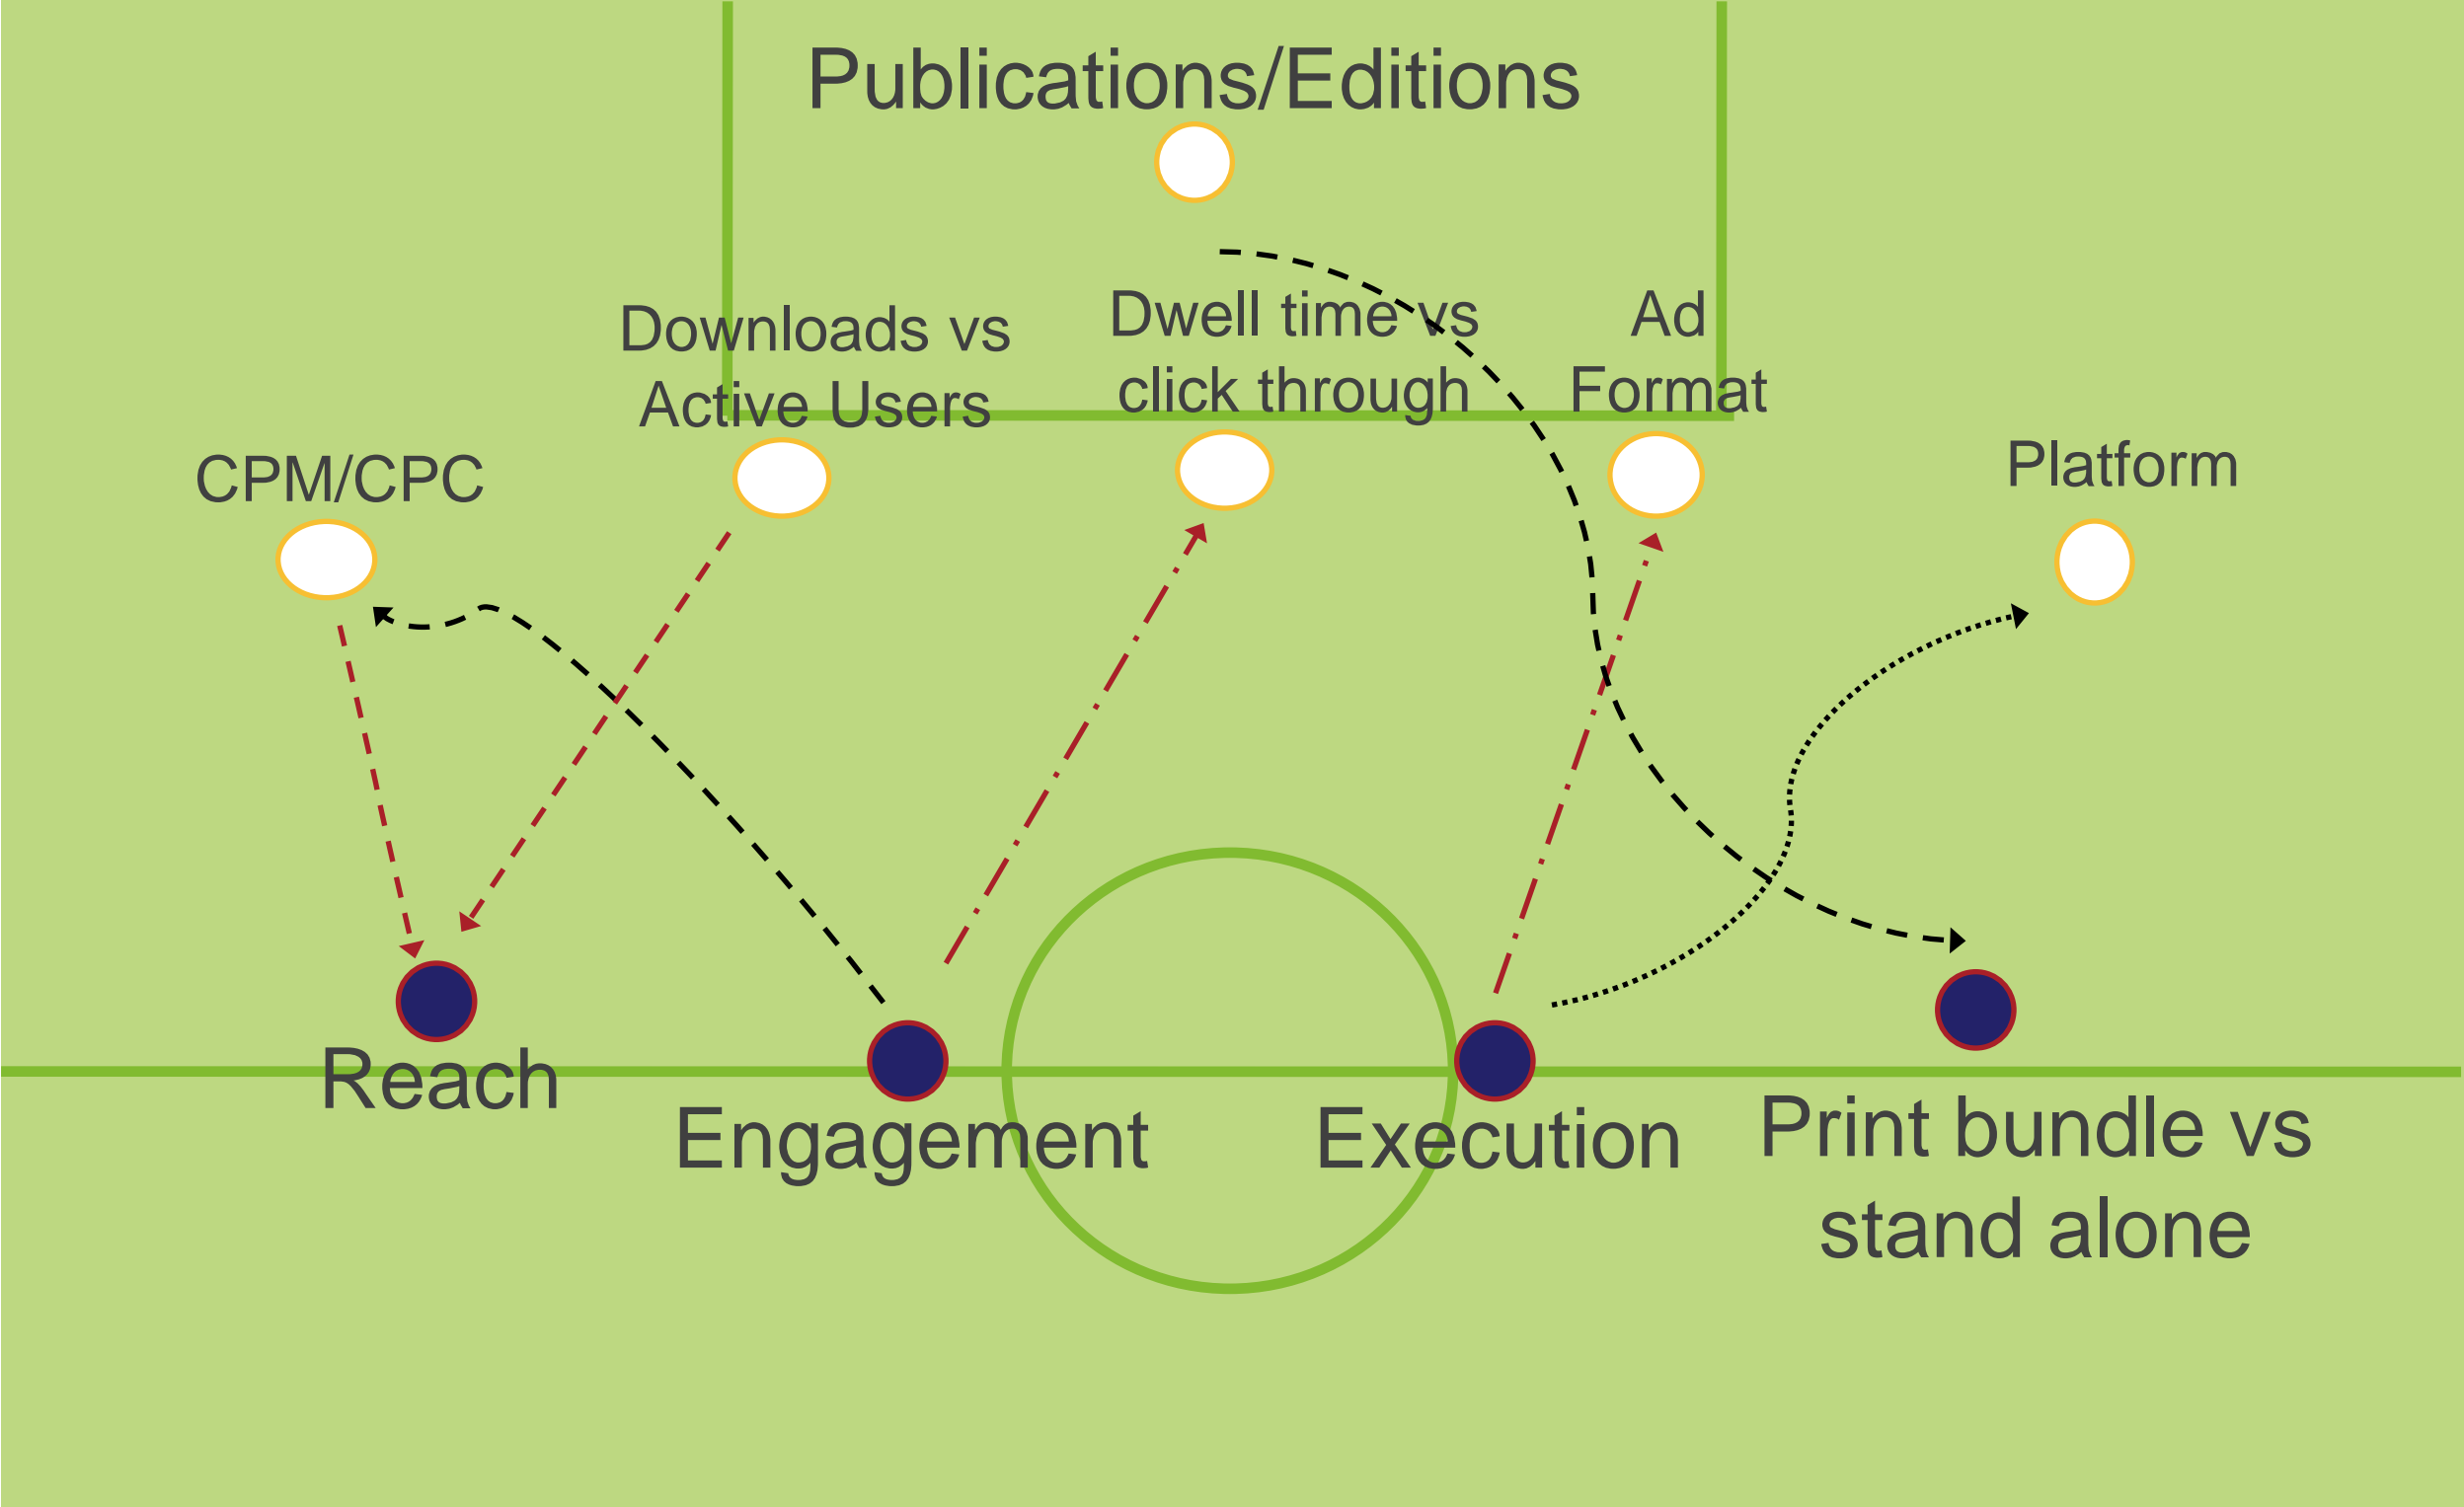 Publications/Editions
Downloads vs
Active Users
Dwell time vs
click through
Ad
Format
CPM/CPC
Platform
Reach
Engagement
Execution
Print bundle vs
stand alone